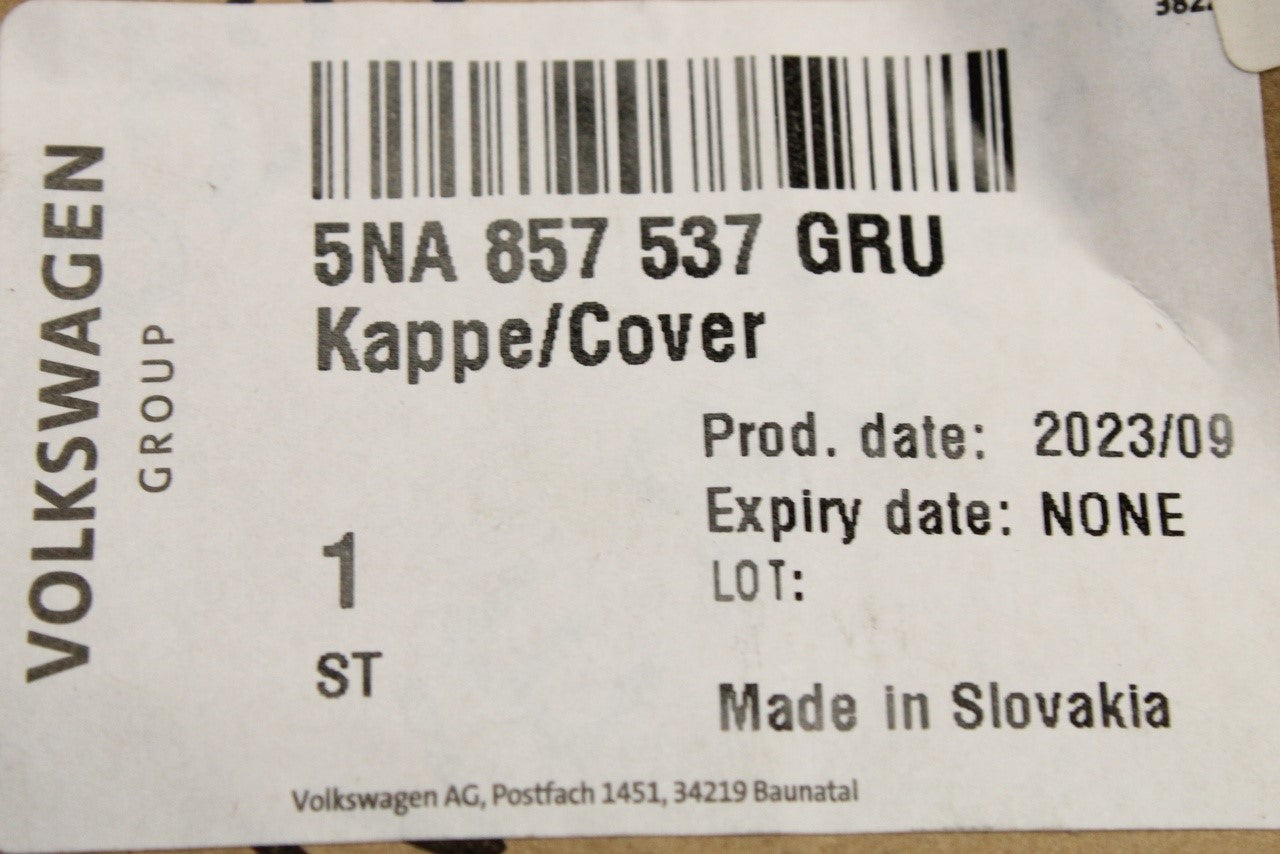 VOLKSWAGEN
GROUP
5NA 857 537 GRU
Kappe/Cover
Prod. date: 2023/09
Expiry date: NONE
LOT:
1
ST
Made in Slovakia
Volkswagen AG, Postfach 1451, 34219 Baunatal